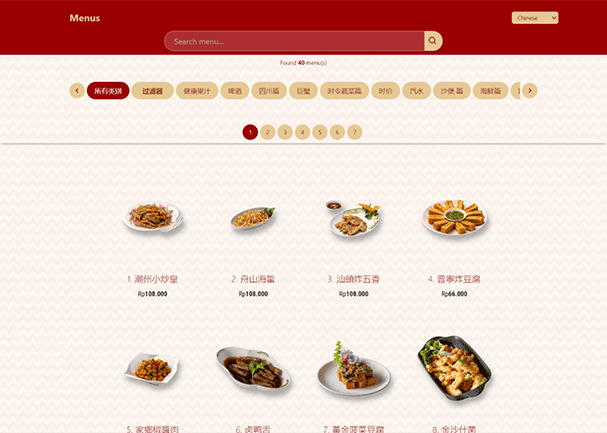 Menus
Chinese
Search menu...
Found 40 menu(s)
所有类别 过滤器 健康果汁 啤酒 四川篇 巨蟹 时令蔬菜篇 时价 汽水 沙煲 篇 海鲜篇
1 2 3 4 5 6 7
1. 潮州小炒皇 2. 舟山海蜇 3. 汕頭炸五香 4. 普寧炸豆腐
Rp108.000 Rp108.000 Rp108.000 Rp66.000
5. 家鄉椒醬肉 6. 卤鸭舌 7. 黃金菠菜豆腐 8. 金沙什菌